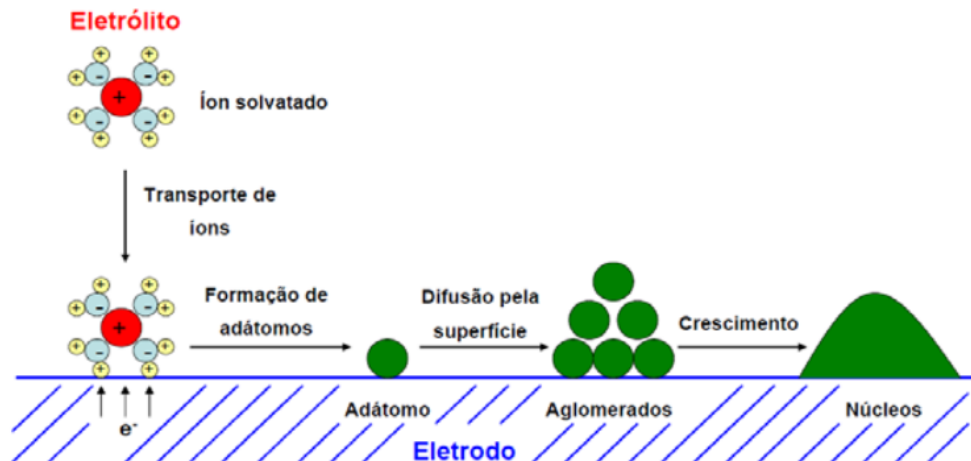 Eletrólito
+
+
+
+
-
-
+
+
+
Íon solvatado
+
-
-
+
+
+
Transporte de
íons
+
+
+
-
-
+
+
+
-
-
+
+
+
Formação de
adátomos
Difusão pela
superfície
Crescimento
e-
Adátomo
Aglomerados
Núcleos
Eletrodo